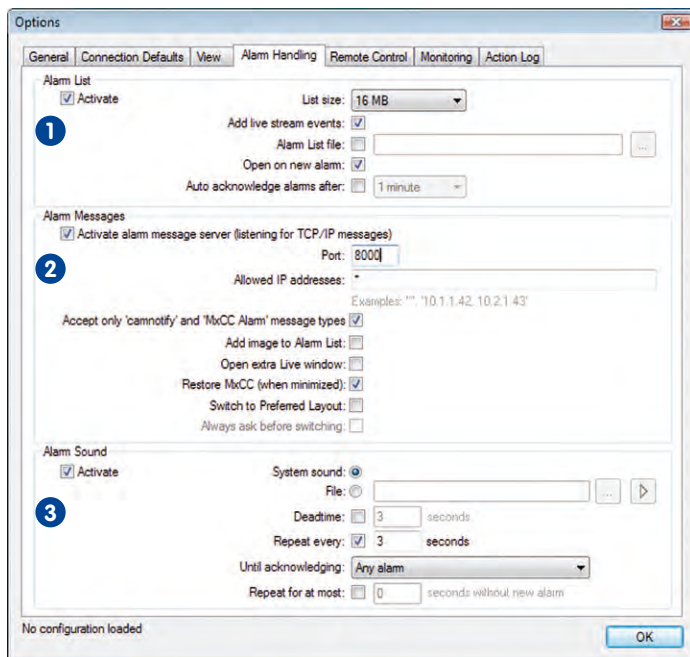 Options
General Connection Defaults View Alarm Handling Remote Control Monitoring Action Log
Alarm List
Activate
List size: 16 MB
1
Add live stream events:
Alarm List file: ...
Open on new alarm:
Auto acknowledge alarms after: 1 minute
Alarm Messages
Activate alarm message server (listening for TCP/IP messages)
2
Port: 8000
Allowed IP addresses: *
Examples: '*', '10.1.1.42, 10.2.1.43'
Accept only 'camnotify' and 'MxCC Alarm' message types
Add image to Alarm List:
Open extra Live window:
Restore MxCC (when minimized):
Switch to Preferred Layout:
Always ask before switching:
Alarm Sound
Activate
System sound:
File: ...
3
Deadtime: 3 seconds
Repeat every: 3 seconds
Until acknowledging: Any alarm
Repeat for at most: 0 seconds without new alarm
No configuration loaded
OK